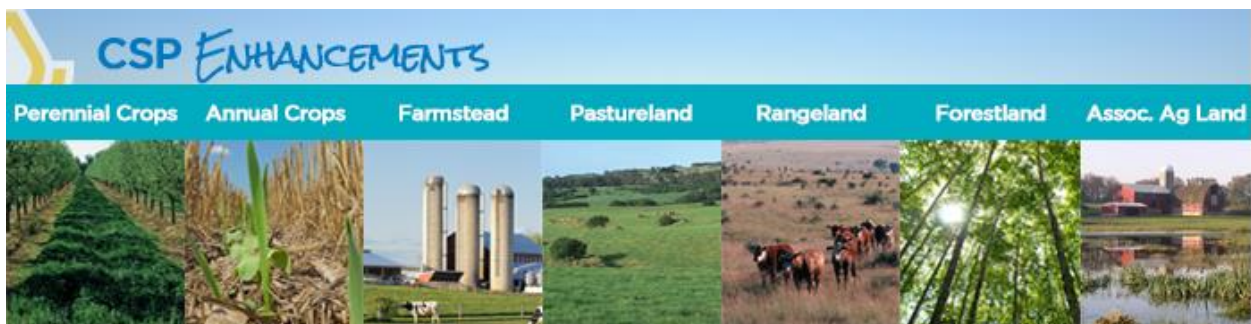 CSP ENHANCEMENTS
Perennial Crops Annual Crops Farmstead Pastureland Rangeland Forestland Assoc. Ag Land